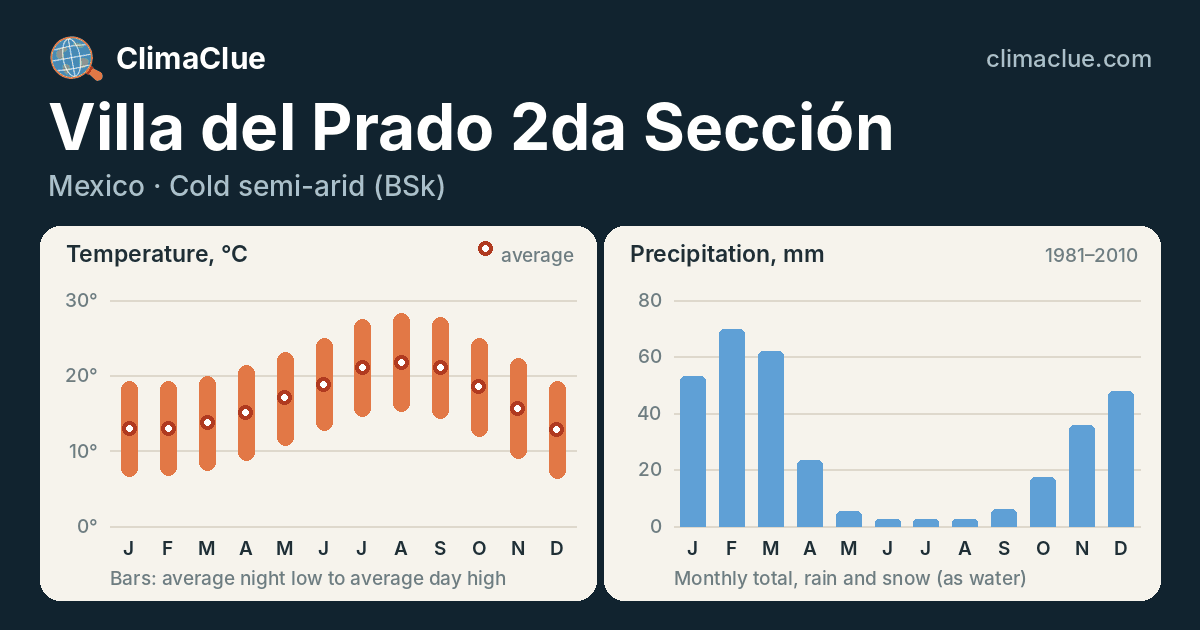 ClimaClue
climaclue.com
Villa del Prado 2da Sección
Mexico · Cold semi-arid (BSk)
Temperature, °C
average
30°
20°
10°
0°
J F M A M J J A S O N D
Bars: average night low to average day high
Precipitation, mm
1981–2010
80
60
40
20
0
J F M A M J J A S O N D
Monthly total, rain and snow (as water)